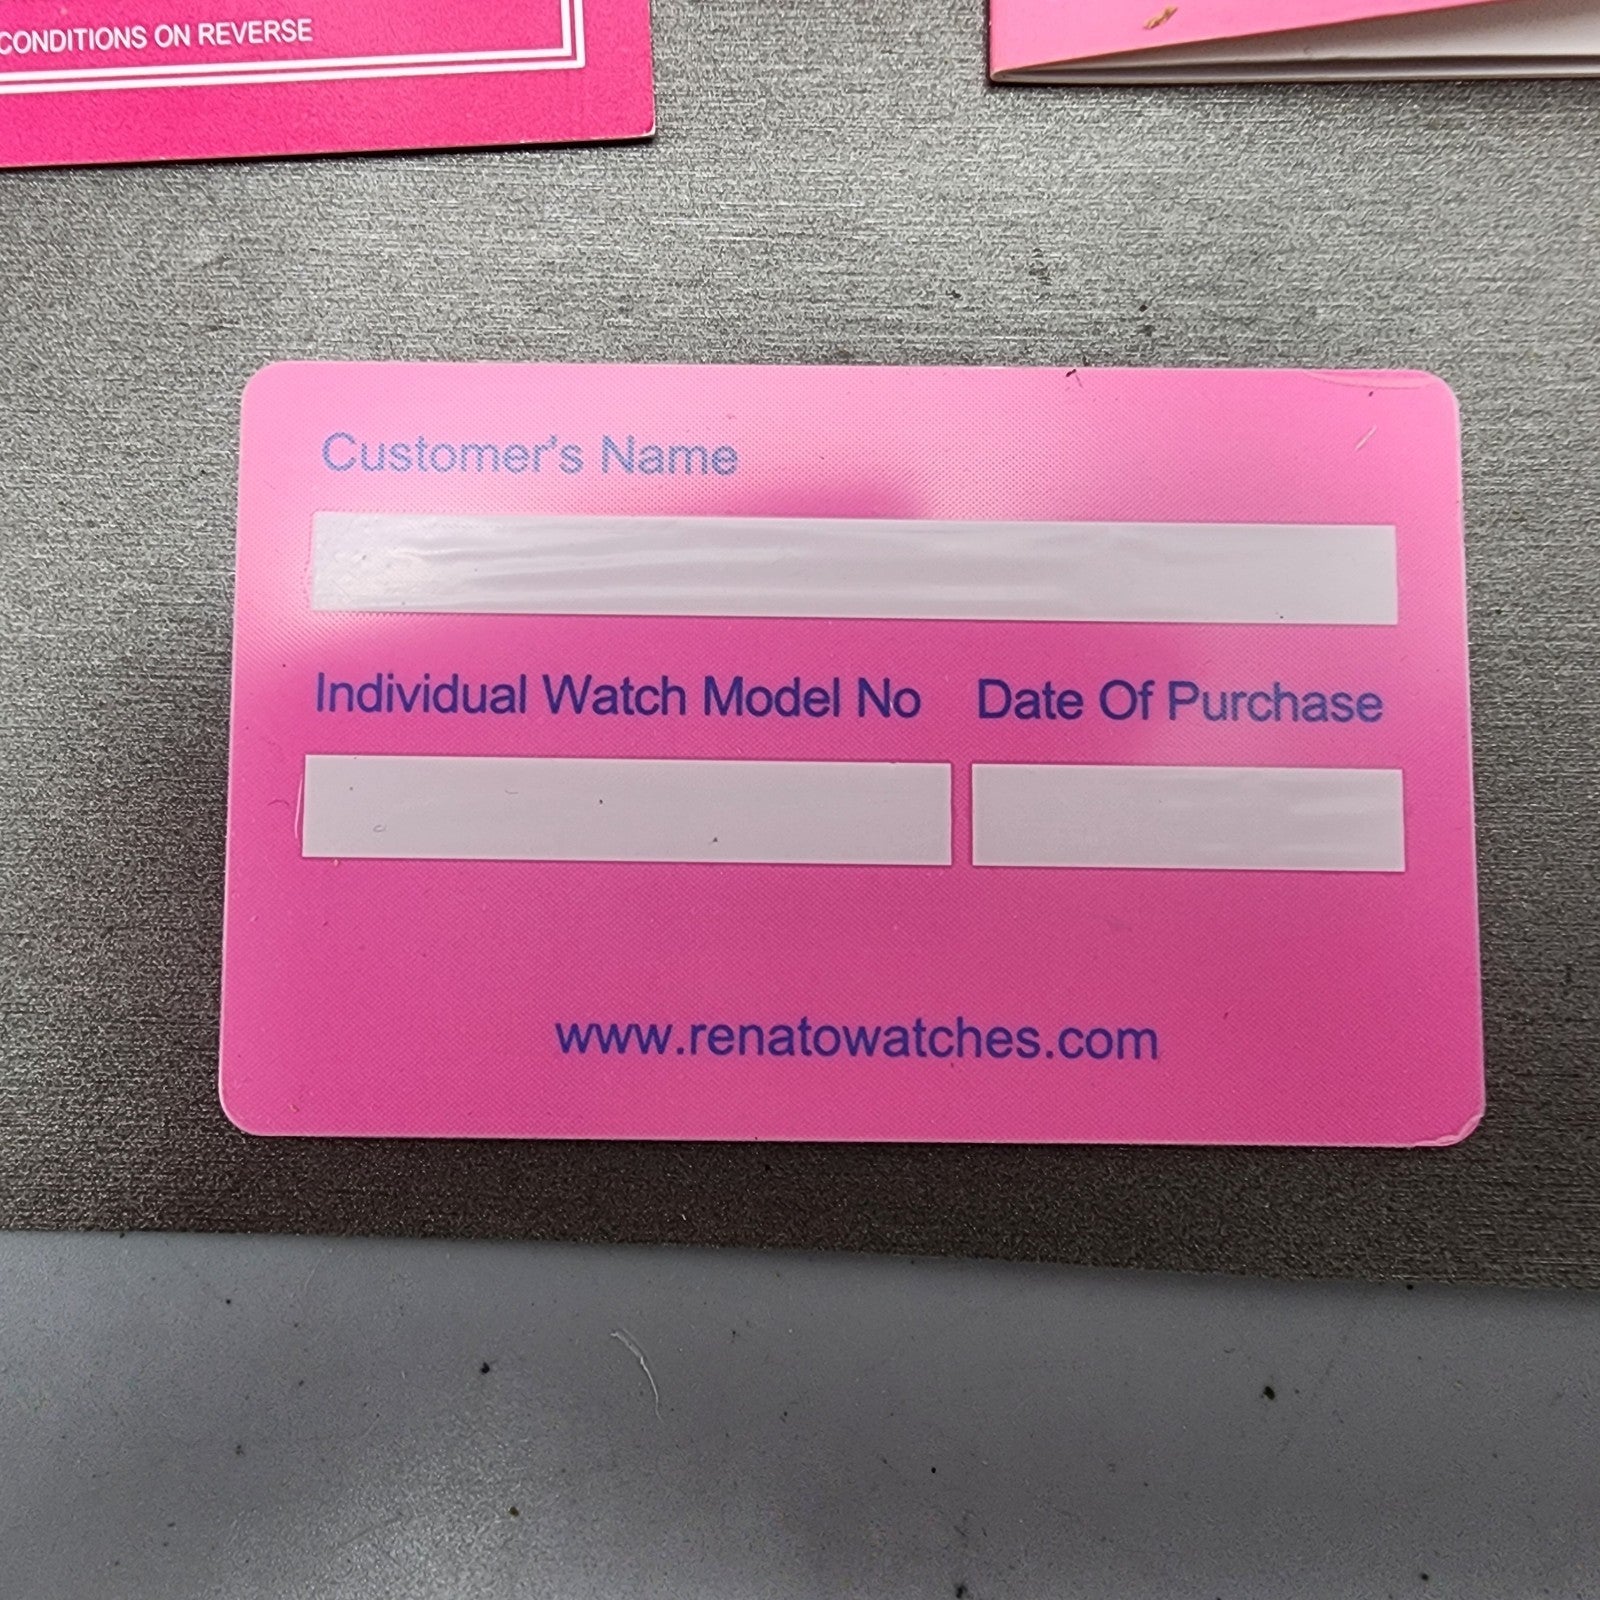 CONDITIONS ON REVERSE
Customer's Name
Individual Watch Model No
Date Of Purchase
www.renatowatches.com